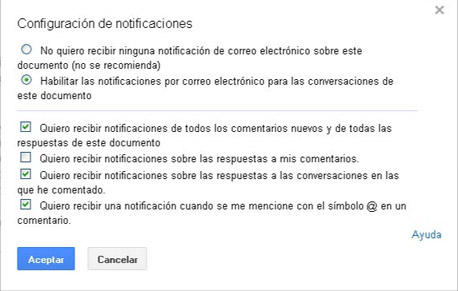 Configuración de notificaciones
No quiero recibir ninguna notificación de correo electrónico sobre este
documento (no se recomienda)
Habilitar las notificaciones por correo electrónico para las conversaciones de
este documento
Quiero recibir notificaciones de todos los comentarios nuevos y de todas las
respuestas de este documento
Quiero recibir notificaciones sobre las respuestas a mis comentarios.
Quiero recibir notificaciones sobre las respuestas a las conversaciones en las
que he comentado.
Quiero recibir una notificación cuando se me mencione con el símbolo @ en un
comentario.
Ayuda
Aceptar
Cancelar